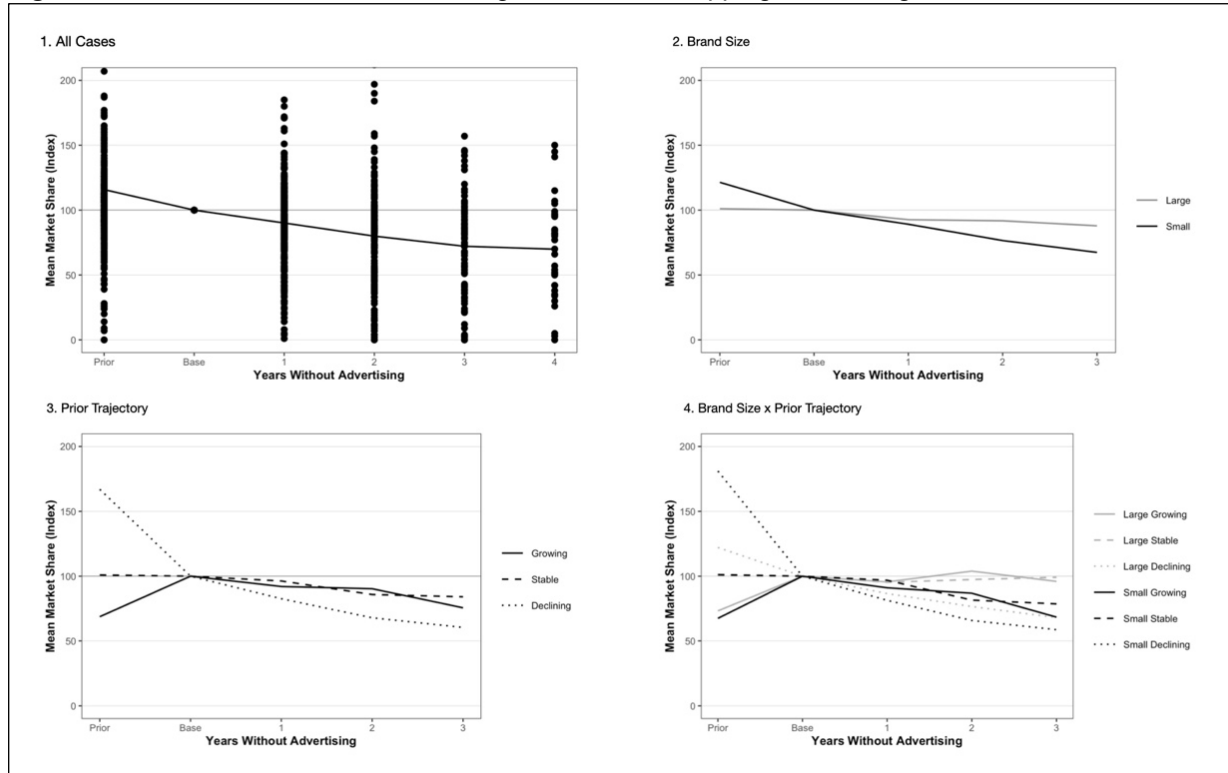 1. All Cases
Mean Market Share (Index)
200
150
100
50
0
Prior Base 1 2 3 4
Years Without Advertising
2. Brand Size
Mean Market Share (Index)
200
150
100
50
0
Prior Base 1 2 3
Years Without Advertising
Large
Small
3. Prior Trajectory
Mean Market Share (Index)
200
150
100
50
0
Prior Base 1 2 3
Years Without Advertising
Growing
Stable
Declining
4. Brand Size x Prior Trajectory
Mean Market Share (Index)
200
150
100
50
0
Prior Base 1 2 3
Years Without Advertising
Large Growing
Large Stable
Large Declining
Small Growing
Small Stable
Small Declining